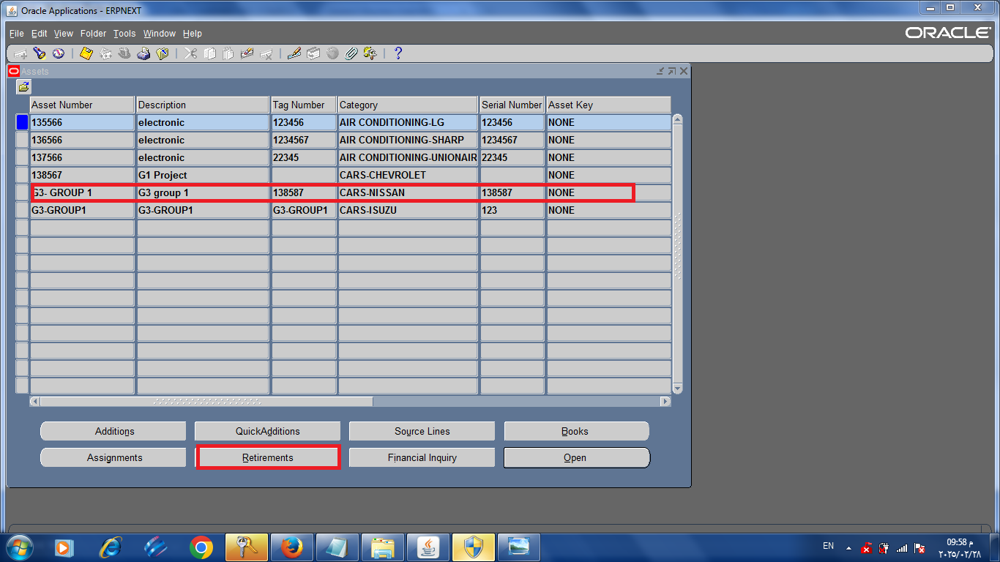 Oracle Applications - ERPNEXT
File Edit View Folder Tools Window Help
ORACLE
Assets
Asset Number Description Tag Number Category Serial Number Asset Key
135566 electronic 123456 AIR CONDITIONING-LG 123456 NONE
136566 electronic 1234567 AIR CONDITIONING-SHARP 1234567 NONE
137566 electronic 22345 AIR CONDITIONING-UNIONAIR 22345 NONE
138567 G1 Project CARS-CHEVROLET NONE
G3- GROUP 1 G3 group 1 138587 CARS-NISSAN 138587 NONE
G3-GROUP1 G3-GROUP1 G3-GROUP1 CARS-ISUZU 123 NONE
Additions QuickAdditions Source Lines Books
Assignments Retirements Financial Inquiry Open
EN
09:58 م
٢٠٢٥/٠٢/٢٨